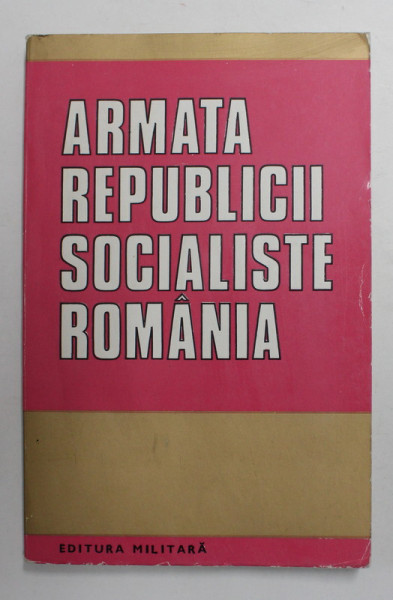 ARMATA
REPUBLICII
SOCIALISTE
ROMÂNIA
EDITURA MILITARĂ